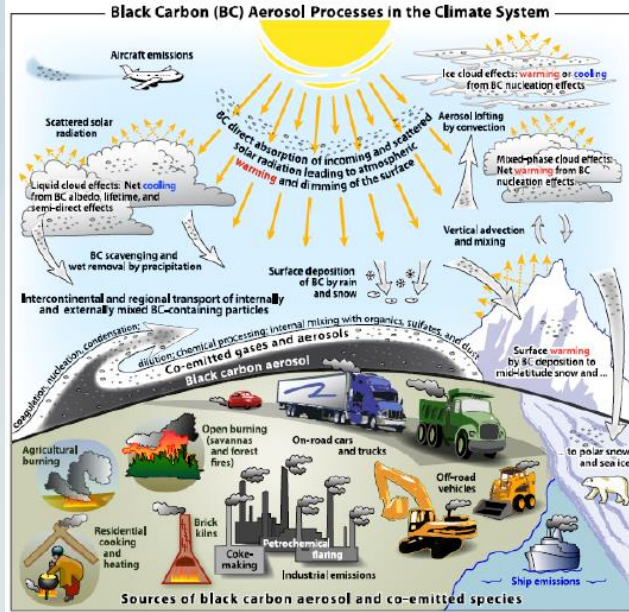 Black Carbon (BC) Aerosol Processes in the Climate System
Aircraft emissions
Ice cloud effects: warming or cooling
from BC nucleation effects
Scattered solar
radiation
BC direct absorption of incoming and scattered
solar radiation leading to atmospheric
warming and dimming of the surface
Aerosol lofting
by convection
Liquid cloud effects: Net cooling
from BC albedo, lifetime, and
semi-direct effects
Mixed-phase cloud effects:
Net warming from BC
nucleation effects
BC scavenging and
wet removal by precipitation
Vertical advection
and mixing
Surface deposition
of BC by rain
and snow
Intercontinental and regional transport of internally
and externally mixed BC-containing particles
coagulation, nucleation, condensation;
dilution; chemical processing; internal mixing with organics, sulfates, and dust
Co-emitted gases and aerosols
Black carbon aerosol
Surface warming
by BC deposition to
mid-latitude snow and ...
... to polar snow
and sea ice
Agricultural
burning
Open burning
(savannas and forest
fires)
On-road cars
and trucks
Off-road
vehicles
Residential
cooking and
heating
Brick
kilns
Coke-
making
Petrochemical
flaring
Industrial emissions
Ship emissions
Sources of black carbon aerosol and co-emitted species